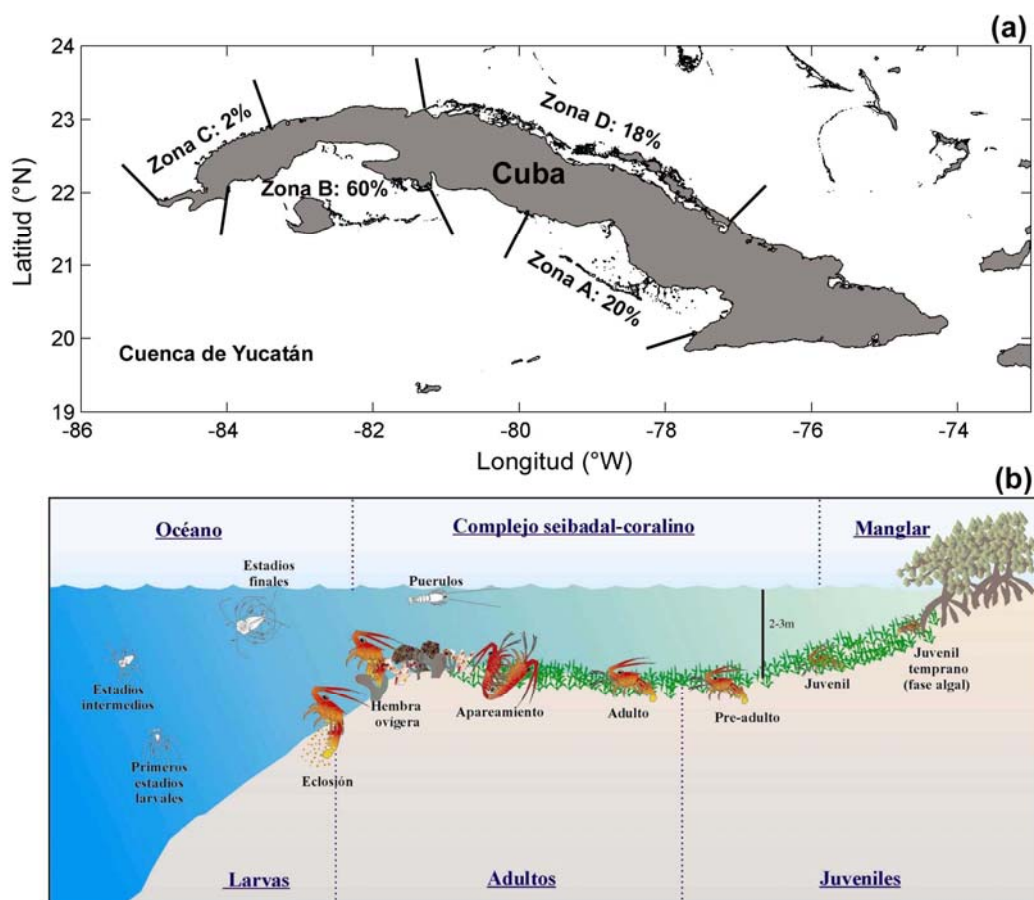 (a)
24
23
22
21
20
19
Latitud (°N)
Zona C: 2%
Zona D: 18%
Zona B: 60%
Cuba
Zona A: 20%
Cuenca de Yucatán
-86
-84
-82
-80
-78
-76
-74
Longitud (°W)
(b)
Océano
Complejo seibadal-coralino
Manglar
Estadios
finales
Puerulos
2-3m
Estadios
intermedios
Primeros
estadios
larvales
Eclosión
Hembra
ovígera
Apareamiento
Adulto
Pre-adulto
Juvenil
Juvenil
temprano
(fase algal)
Larvas
Adultos
Juveniles